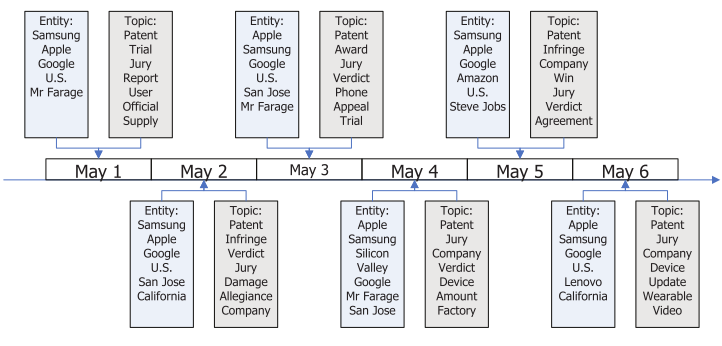 Entity:
Samsung
Apple
Google
U.S.
Mr Farage
Topic:
Patent
Trial
Jury
Report
User
Official
Supply
Entity:
Apple
Samsung
Google
U.S.
San Jose
Mr Farage
Topic:
Patent
Award
Jury
Verdict
Phone
Appeal
Trial
Entity:
Samsung
Apple
Google
Amazon
U.S.
Steve Jobs
Topic:
Patent
Infringe
Company
Win
Jury
Verdict
Agreement
May 1
May 2
May 3
May 4
May 5
May 6
Entity:
Samsung
Apple
Google
U.S.
San Jose
California
Topic:
Patent
Infringe
Verdict
Jury
Damage
Allegiance
Company
Entity:
Apple
Samsung
Silicon
Valley
Google
Mr Farage
San Jose
Topic:
Patent
Jury
Company
Verdict
Device
Amount
Factory
Entity:
Apple
Samsung
Google
U.S.
Lenovo
California
Topic:
Patent
Jury
Company
Device
Update
Wearable
Video